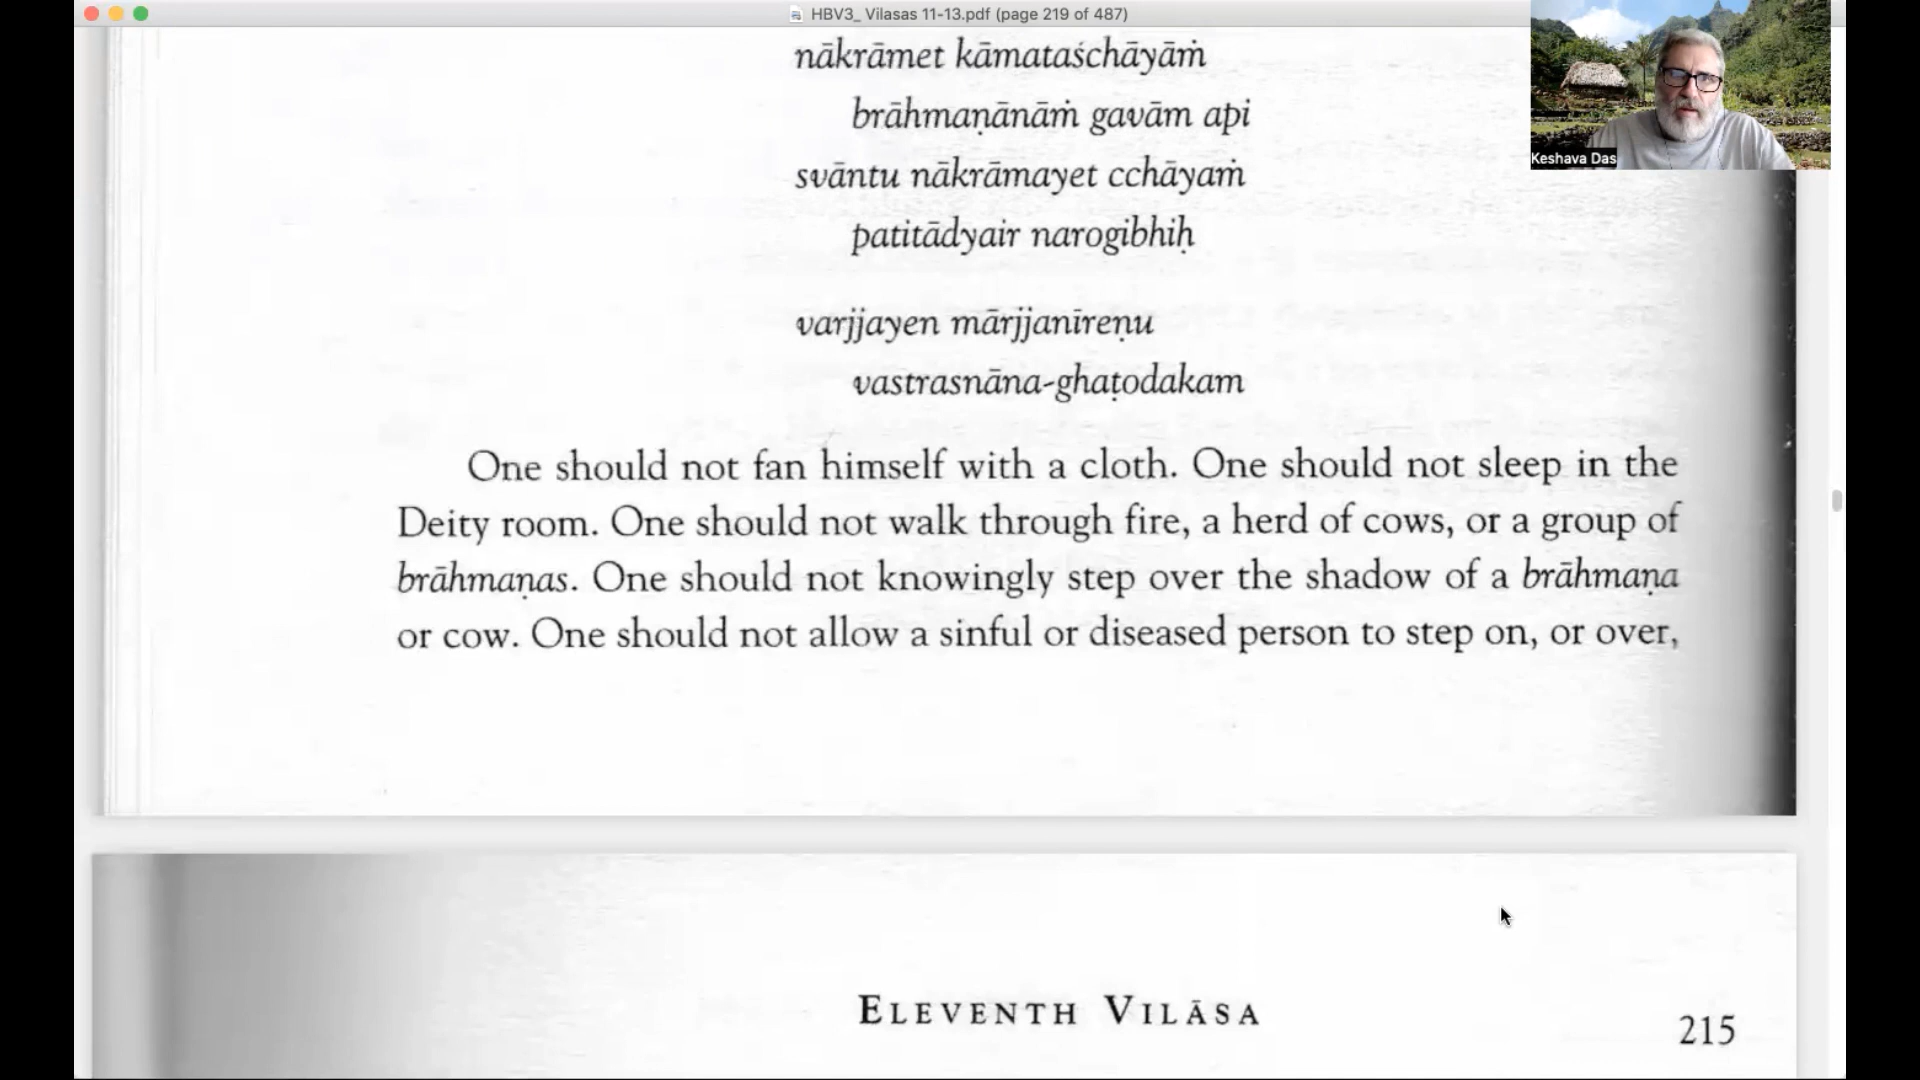 HBV3_ Vilasas 11-13.pdf (page 219 of 487)
Keshava Das
nākrāmet kāmataśchāyāṁ
brāhmaṇānāṁ gavām api
svāntu nākrāmayet cchāyaṁ
patitādyair narogibhiḥ
varjjayen mārjjanīreṇu
vastrasnāna-ghaṭodakam
One should not fan himself with a cloth. One should not sleep in the
Deity room. One should not walk through fire, a herd of cows, or a group of
brāhmaṇas. One should not knowingly step over the shadow of a brāhmaṇa
or cow. One should not allow a sinful or diseased person to step on, or over,
ELEVENTH VILĀSA
215